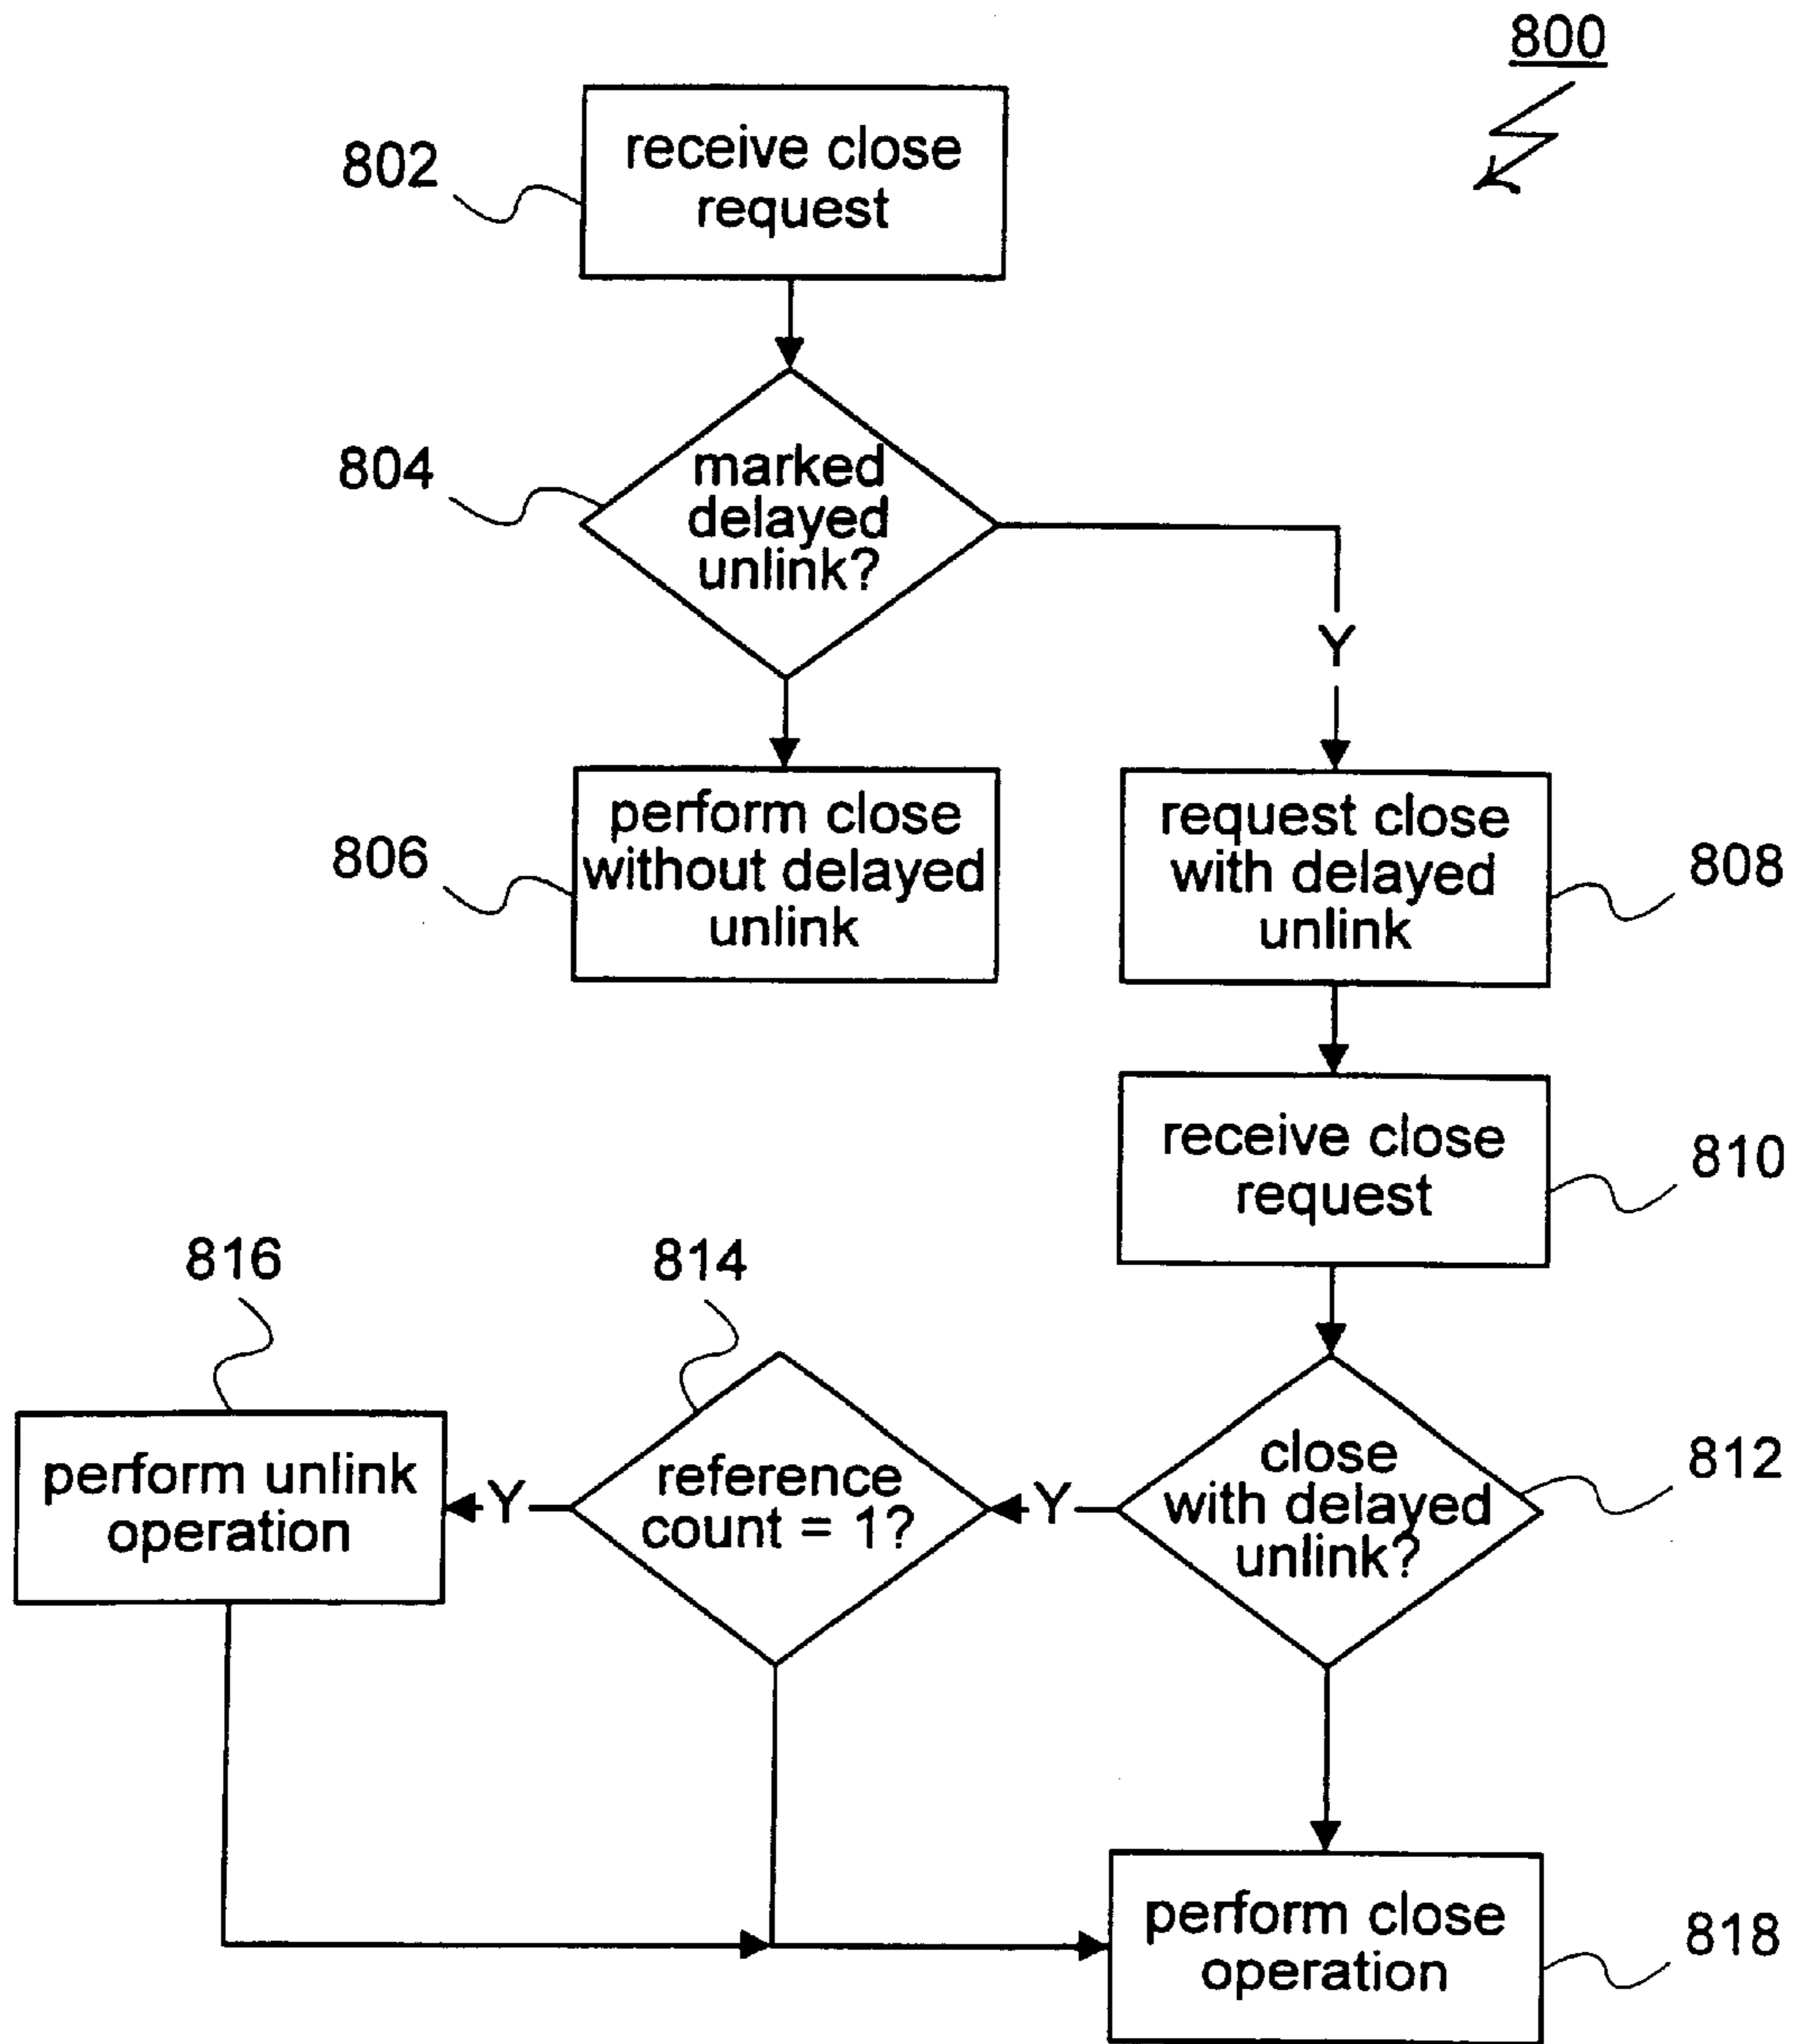 800
802
receive close
request
804
marked
delayed
unlink?
Y
806
perform close
without delayed
unlink
request close
with delayed
unlink
808
receive close
request
810
816
814
perform unlink
operation
Y
reference
count = 1?
Y
close
with delayed
unlink?
812
perform close
operation
818